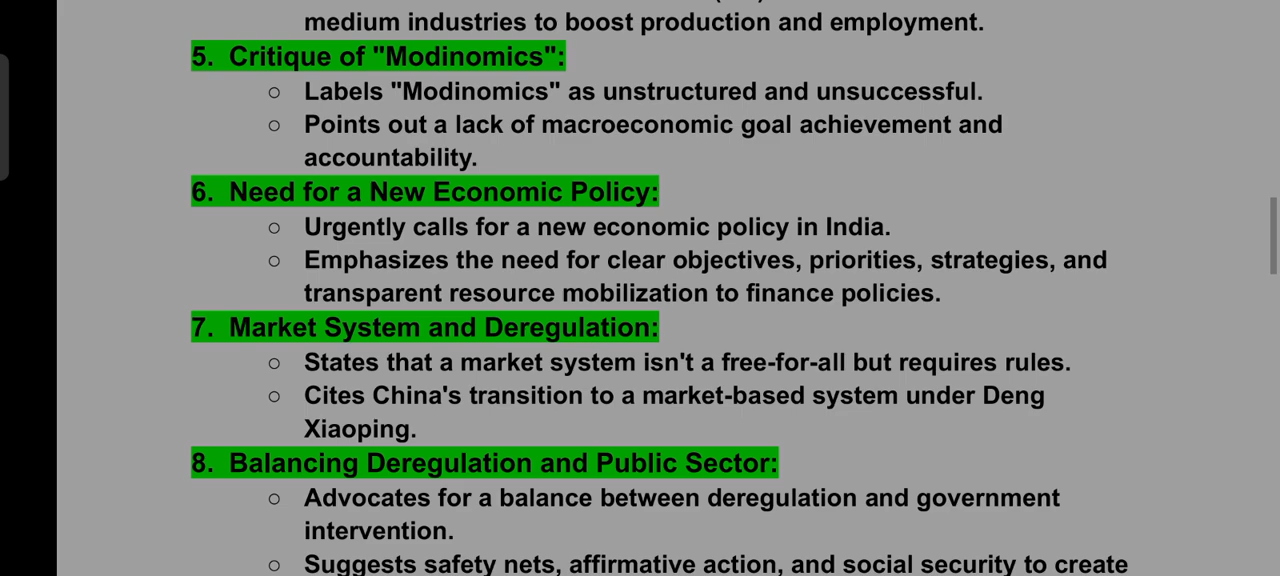 medium industries to boost production and employment.
5. Critique of "Modinomics":
○ Labels "Modinomics" as unstructured and unsuccessful.
○ Points out a lack of macroeconomic goal achievement and
accountability.
6. Need for a New Economic Policy:
○ Urgently calls for a new economic policy in India.
○ Emphasizes the need for clear objectives, priorities, strategies, and
transparent resource mobilization to finance policies.
7. Market System and Deregulation:
○ States that a market system isn't a free-for-all but requires rules.
○ Cites China's transition to a market-based system under Deng
Xiaoping.
8. Balancing Deregulation and Public Sector:
○ Advocates for a balance between deregulation and government
intervention.
○ Suggests safety nets, affirmative action, and social security to create